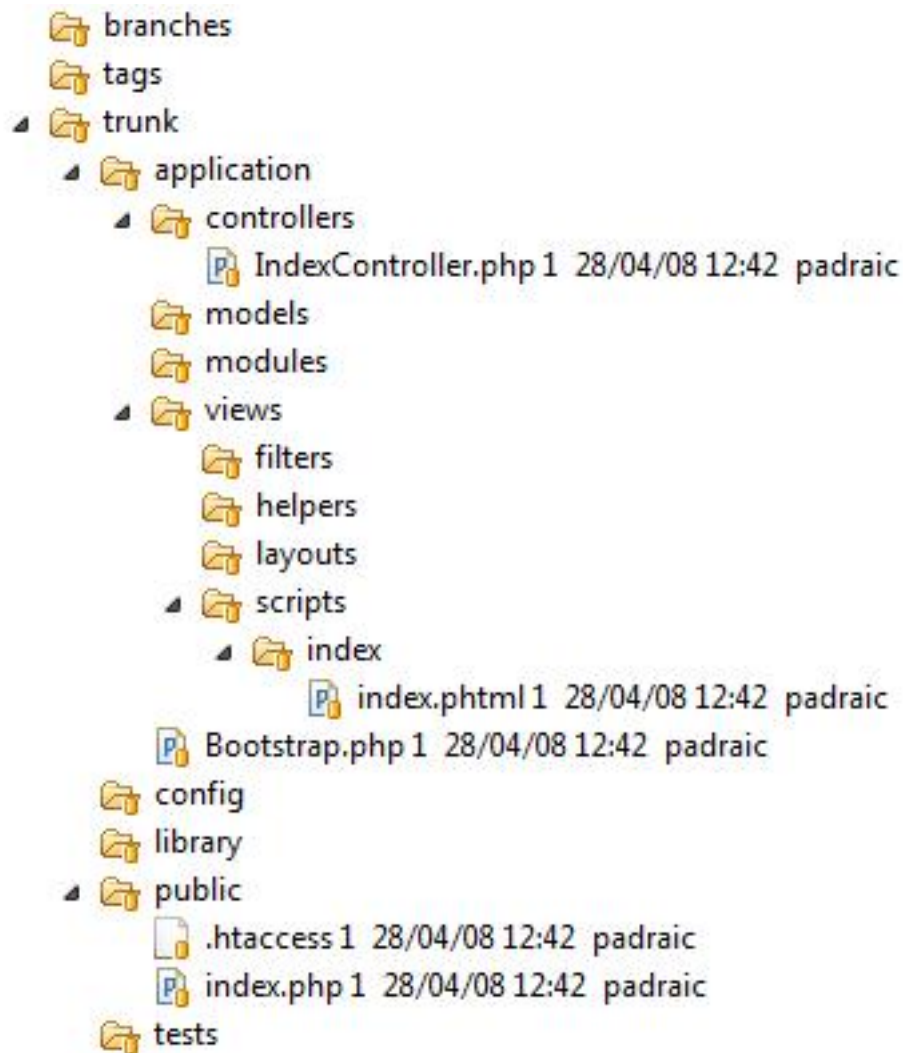 branches
tags
trunk
application
controllers
IndexController.php 1 28/04/08 12:42 padraic
models
modules
views
filters
helpers
layouts
scripts
index
index.phtml 1 28/04/08 12:42 padraic
Bootstrap.php 1 28/04/08 12:42 padraic
config
library
public
.htaccess 1 28/04/08 12:42 padraic
index.php 1 28/04/08 12:42 padraic
tests